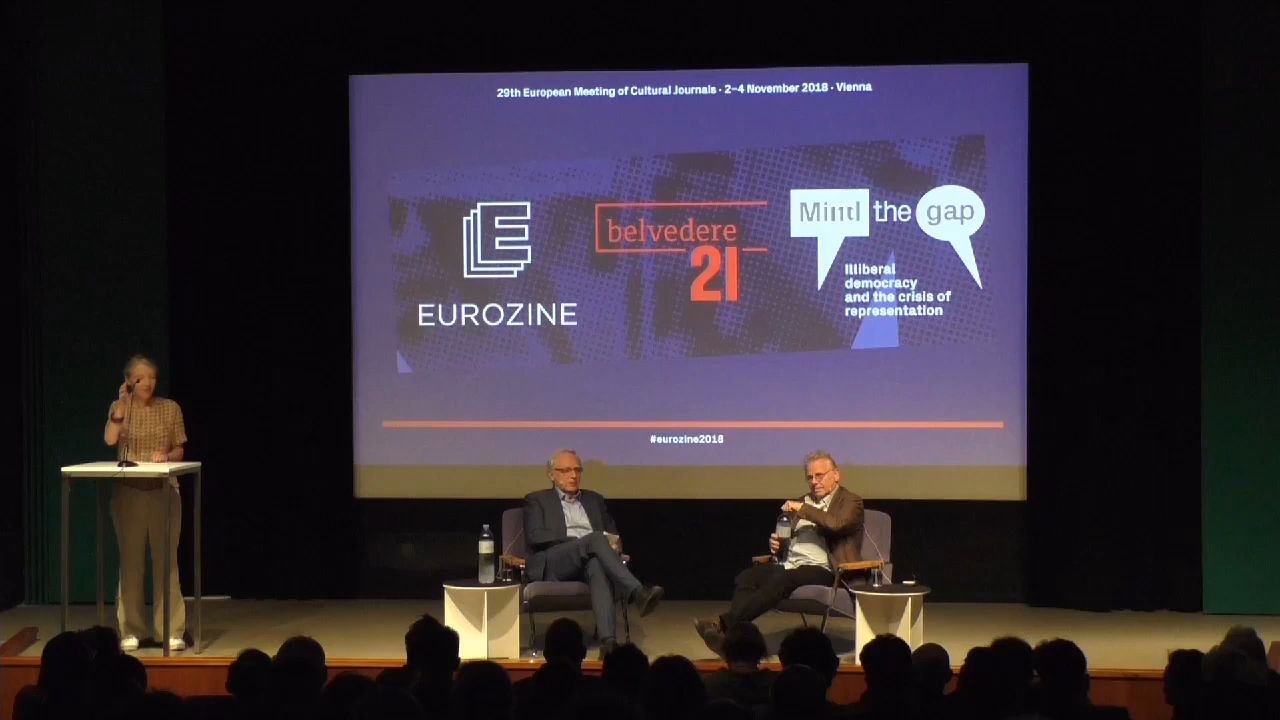 29th European Meeting of Cultural Journals · 2–4 November 2018 · Vienna
EUROZINE
belvedere
21
Mind the gap
Illiberal
democracy
and the crisis of
representation
#eurozine2018